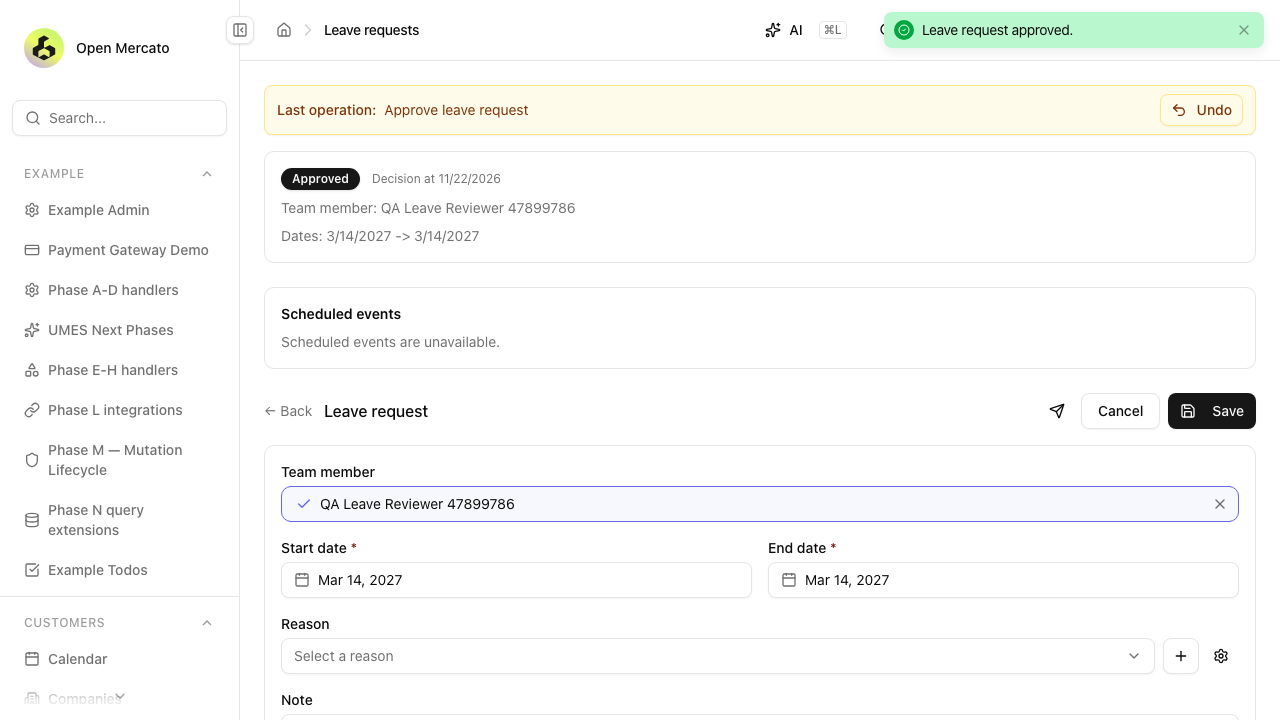 Open Mercato
Search...
EXAMPLE
Example Admin
Payment Gateway Demo
Phase A-D handlers
UMES Next Phases
Phase E-H handlers
Phase L integrations
Phase M — Mutation
Lifecycle
Phase N query
extensions
Example Todos
CUSTOMERS
Calendar
Companies
Leave requests
AI
⌘L
Leave request approved.
Last operation: Approve leave request
Undo
Approved
Decision at 11/22/2026
Team member: QA Leave Reviewer 47899786
Dates: 3/14/2027 -> 3/14/2027
Scheduled events
Scheduled events are unavailable.
← Back
Leave request
Cancel
Save
Team member
QA Leave Reviewer 47899786
Start date *
End date *
Mar 14, 2027
Mar 14, 2027
Reason
Select a reason
Note